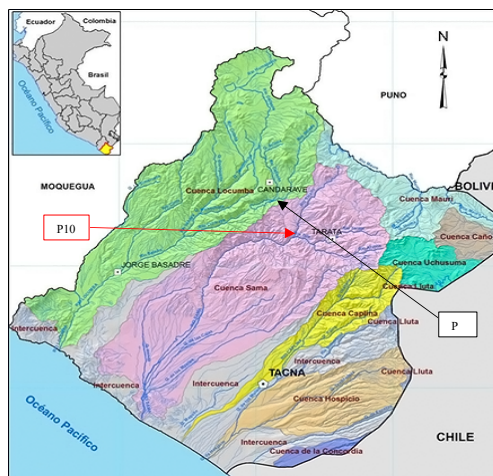 Ecuador
Colombia
Brasil
Océano Pacífico
N
PUNO
MOQUEGUA
BOLIVI
Cuenca Locumba
CANDARAVE
Cuenca Mauri
Cuenca Caño
P10
TARATA
Cuenca Uchusuma
JORGE BASADRE
Cuenca Sama
Cuenca Lluta
Cuenca Caplina
Cuenca Lluta
P
Intercuenca
Intercuenca
Intercuenca
Intercuenca
TACNA
Cuenca Lluta
Cuenca Hospicio
Océano Pacífico
Intercuenca
Cuenca de la Concordia
CHILE